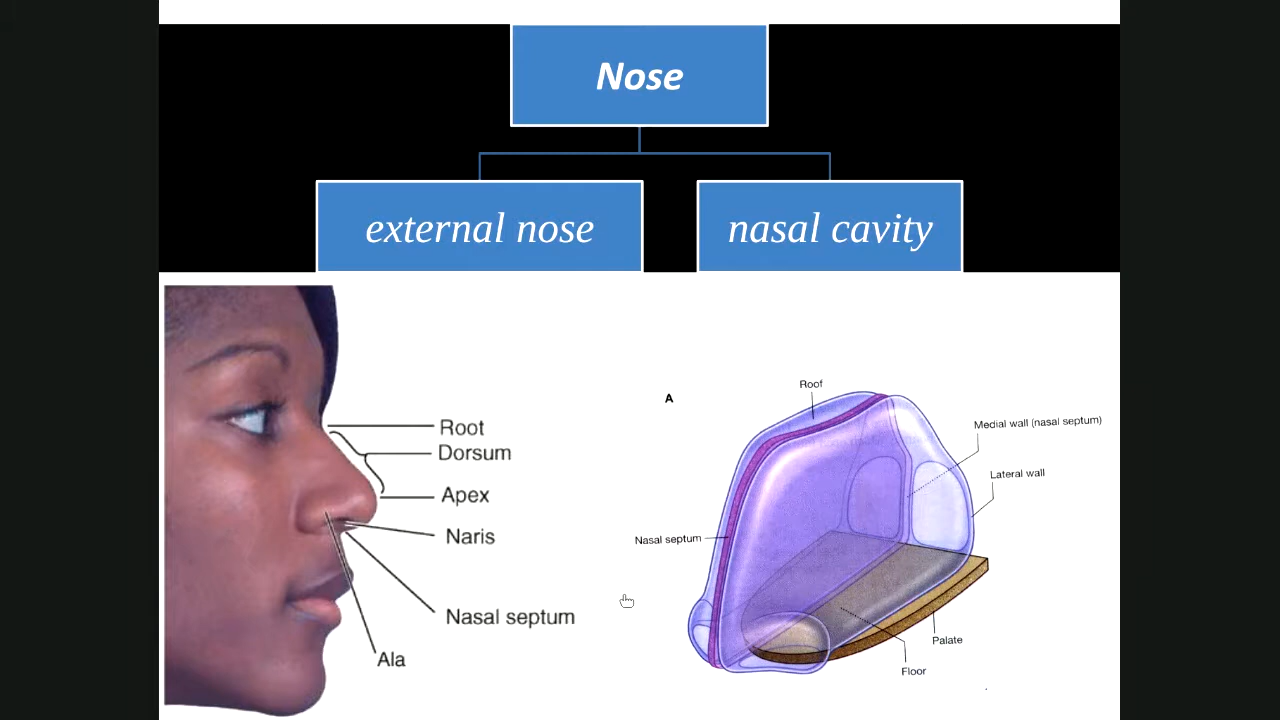 Nose
external nose
nasal cavity
Root
Dorsum
Apex
Naris
Nasal septum
Ala
A
Roof
Medial wall (nasal septum)
Lateral wall
Nasal septum
Palate
Floor